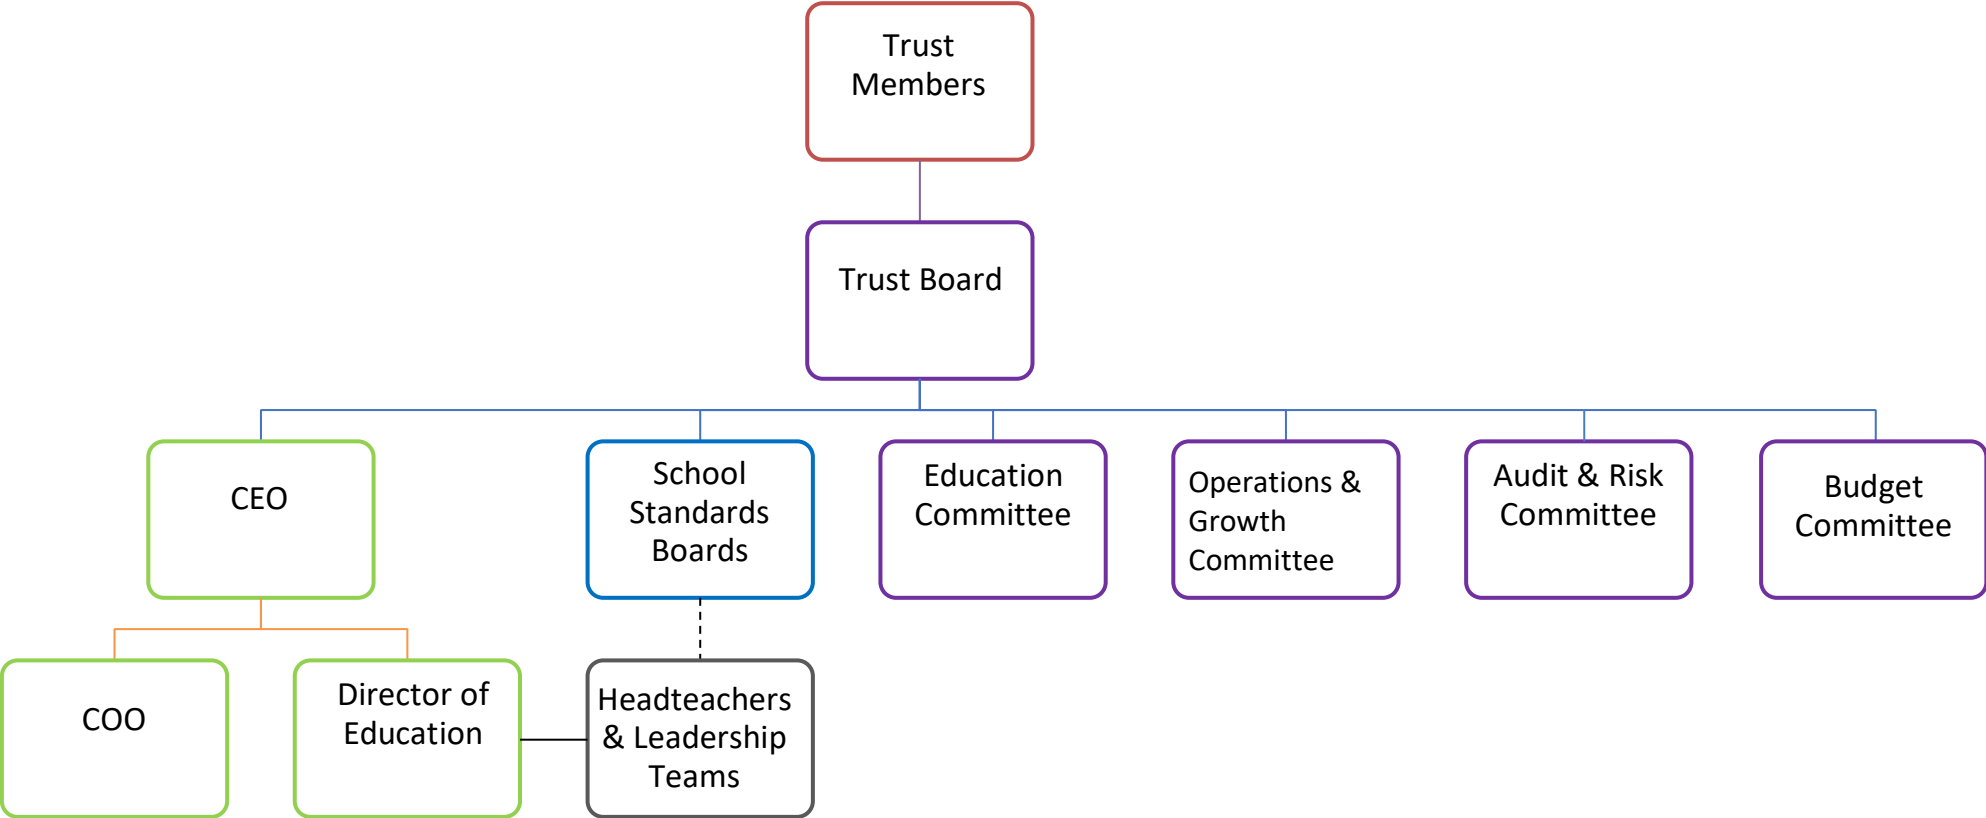 Trust
Members
Trust Board
CEO
School
Standards
Boards
Education
Committee
Operations &
Growth
Committee
Audit & Risk
Committee
Budget
Committee
COO
Director of
Education
Headteachers
& Leadership
Teams